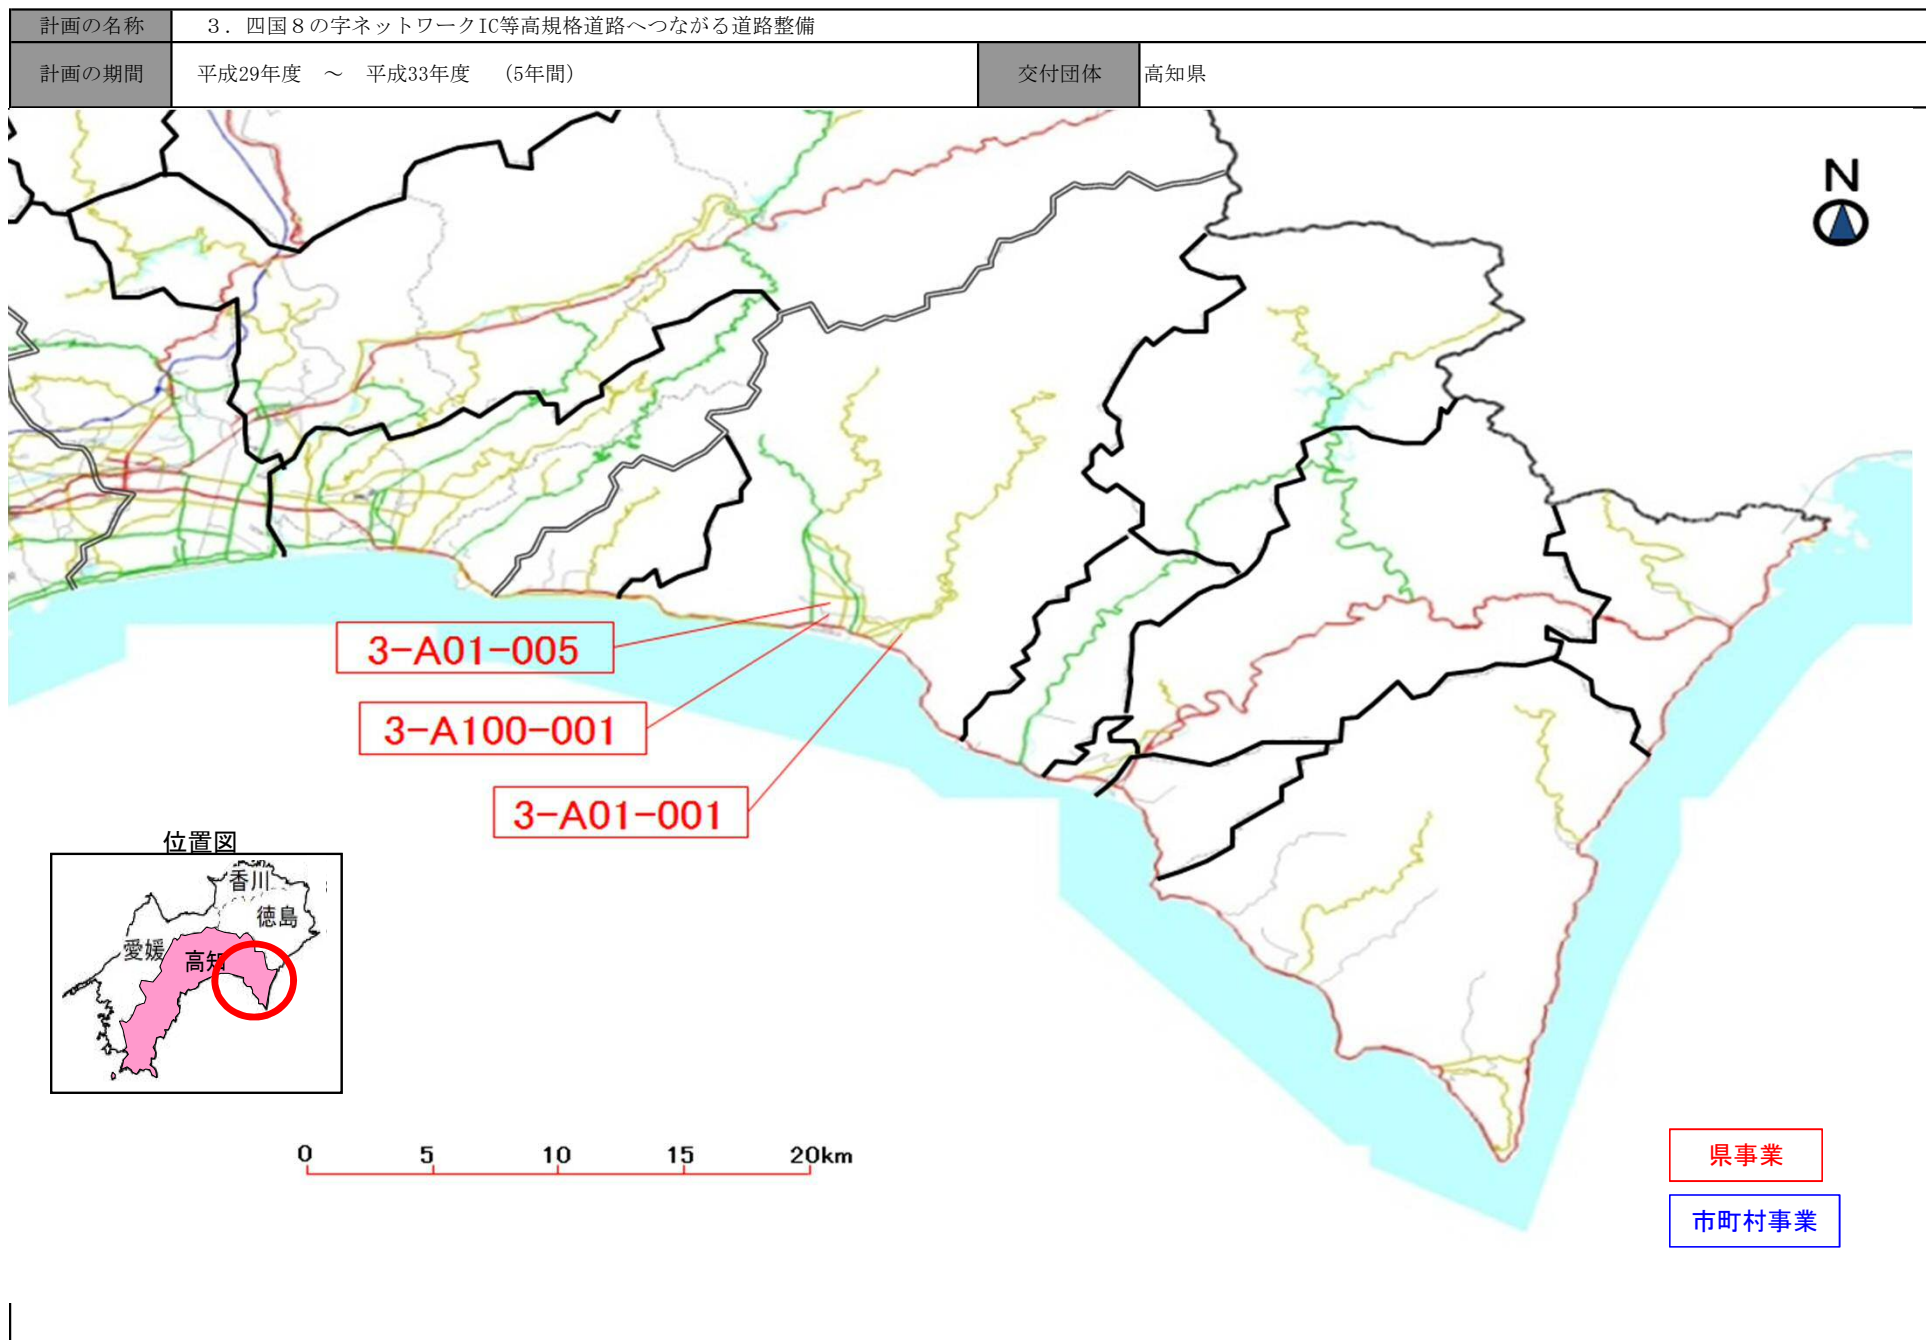 計画の名称
３．四国８の字ネットワークIC等高規格道路へつながる道路整備
計画の期間
平成29年度　～　平成33年度　（5年間）
交付団体
高知県
N
3-A01-005
3-A100-001
3-A01-001
位置図
香川
徳島
愛媛
高知
0 5 10 15 20km
県事業
市町村事業